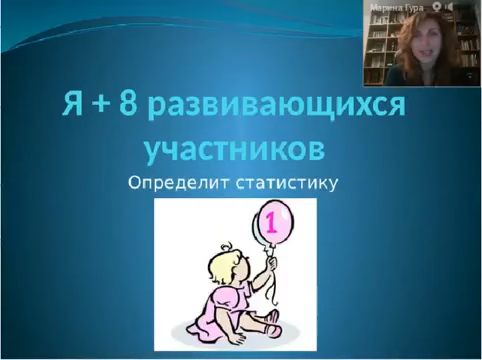 Марина Гура
Я + 8 развивающихся
участников
Определит статистику
1